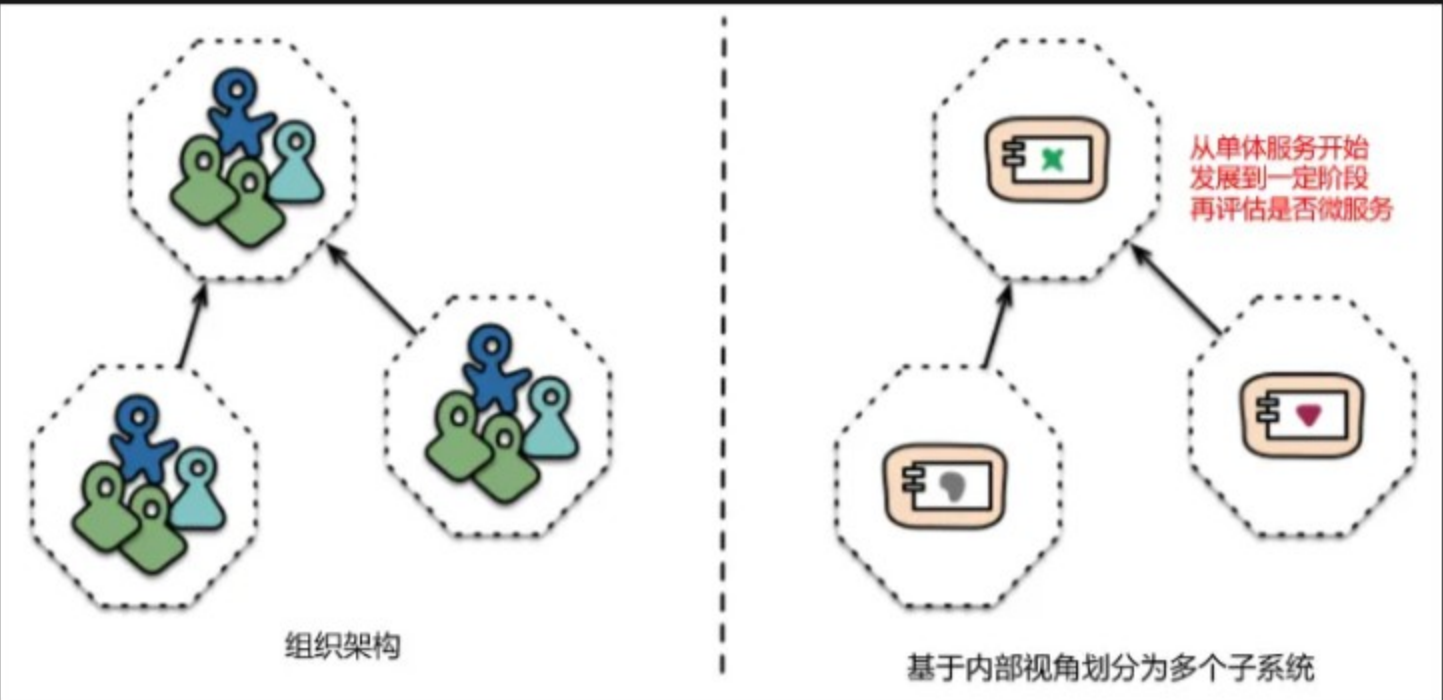 从单体服务开始
发展到一定阶段
再评估是否微服务
组织架构
基于内部视角划分为多个子系统